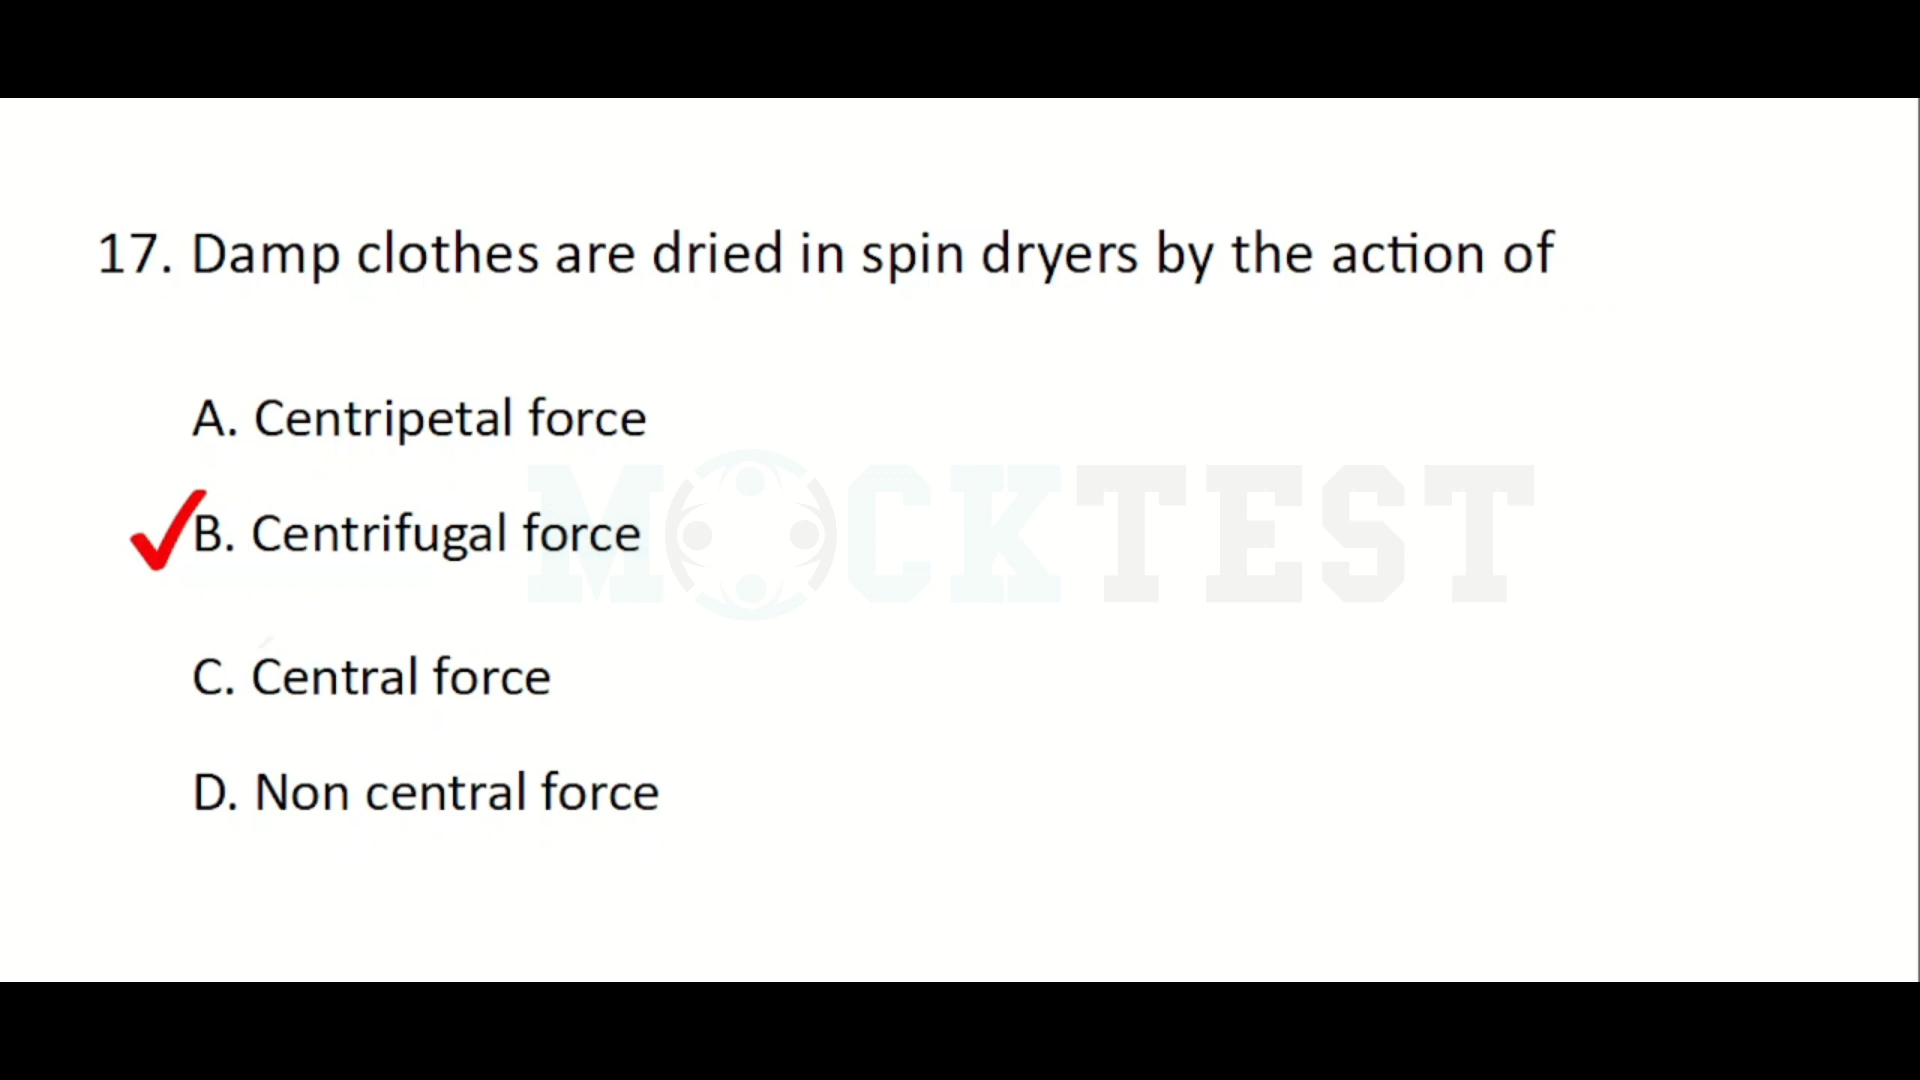 17. Damp clothes are dried in spin dryers by the action of
A. Centripetal force
B. Centrifugal force
MOCKTEST
C. Central force
D. Non central force